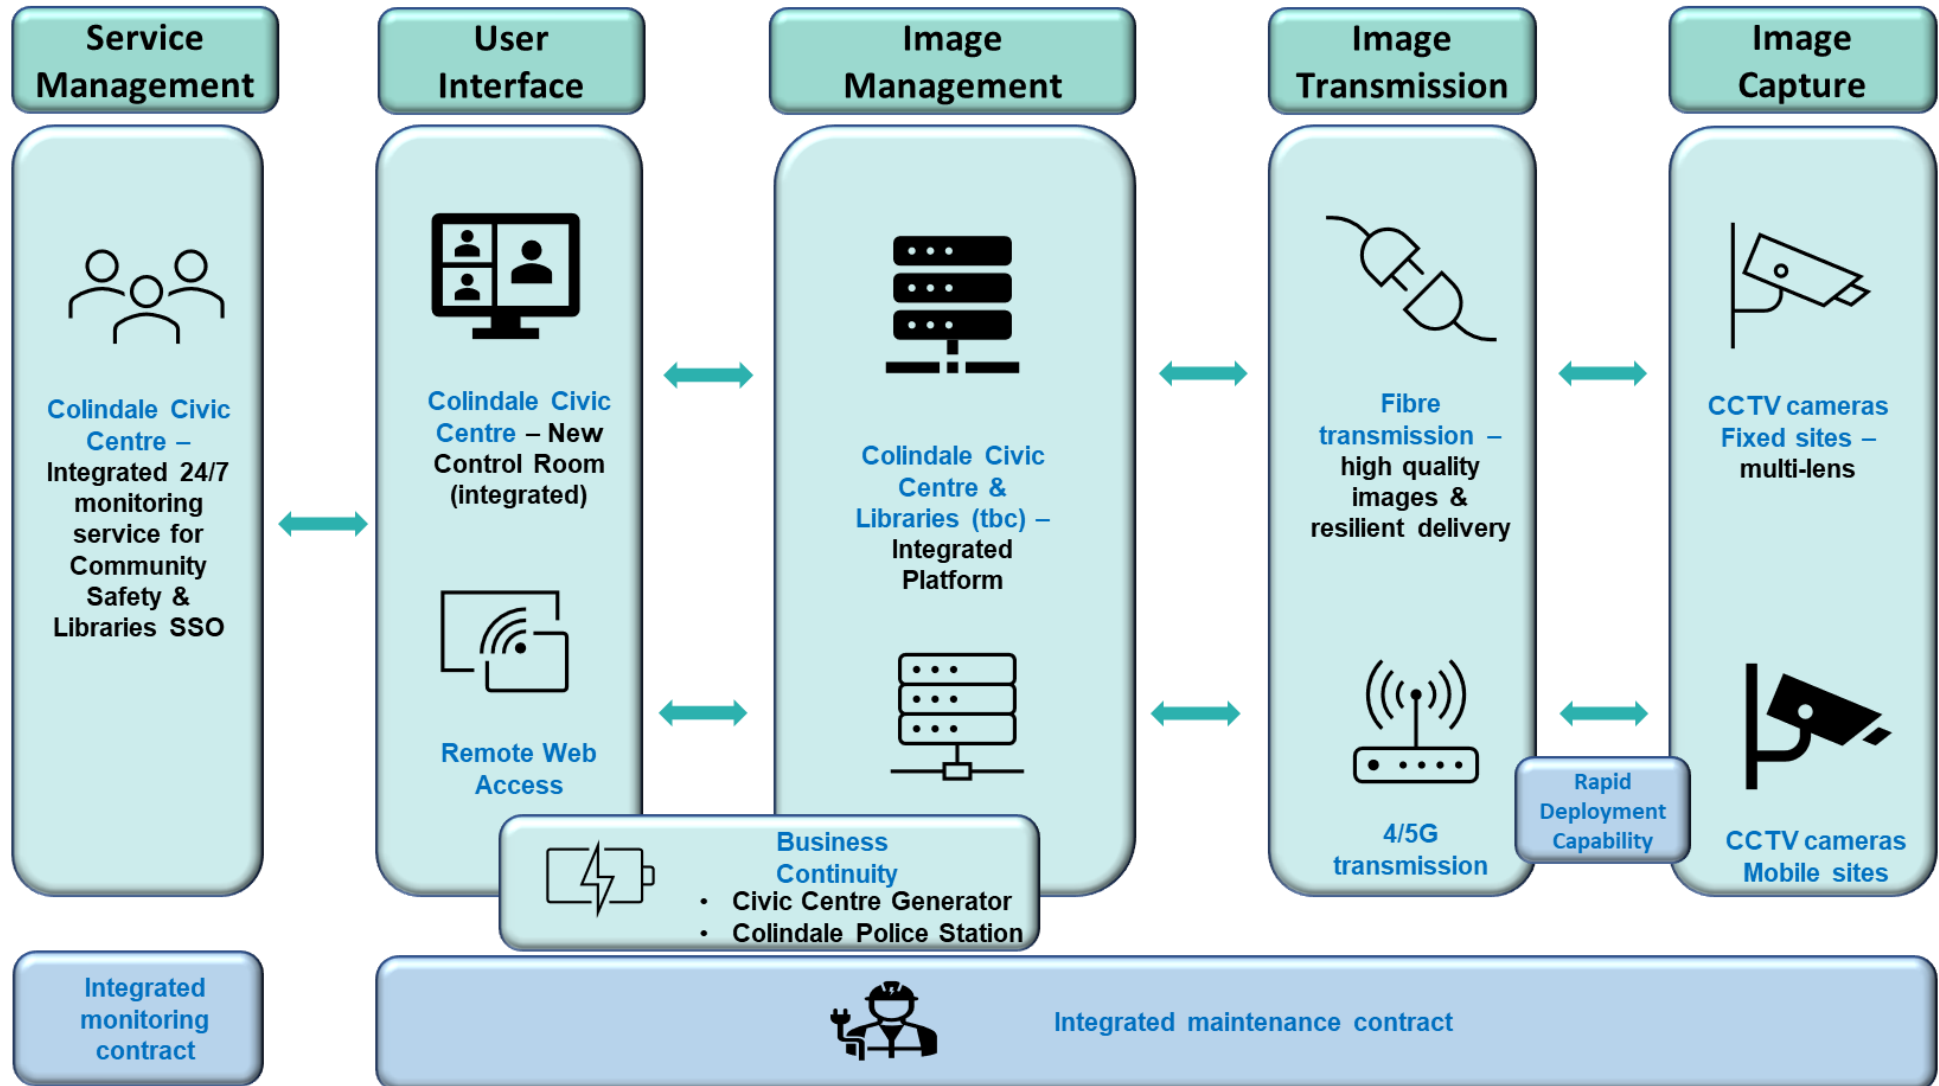 Service
Management
User
Interface
Image
Management
Image
Transmission
Image
Capture
Colindale Civic
Centre –
Integrated 24/7
monitoring
service for
Community
Safety &
Libraries SSO
Colindale Civic
Centre – New
Control Room
(integrated)
Remote Web
Access
Colindale Civic
Centre &
Libraries (tbc) –
Integrated
Platform
Business
Continuity
• Civic Centre Generator
• Colindale Police Station
Fibre
transmission –
high quality
images &
resilient delivery
4/5G
transmission
Rapid
Deployment
Capability
CCTV cameras
Fixed sites –
multi-lens
CCTV cameras
Mobile sites
Integrated
monitoring
contract
Integrated maintenance contract